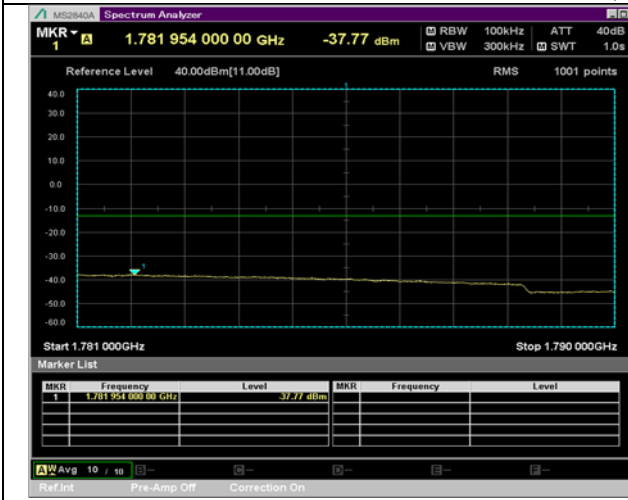 MS2840A Spectrum Analyzer
MKR 1 A 1.781 954 000 00 GHz -37.77 dBm M RBW 100kHz ATT 40dB
M VBW 300kHz M SWT 1.0s
Reference Level 40.00dBm[11.00dB] RMS 1001 points
1
40.0
30.0
20.0
10.0
0.0
-10.0
-20.0
-30.0
1
-40.0
-50.0
-60.0
Start 1.781 000GHz Stop 1.790 000GHz
Marker List
MKR Frequency Level MKR Frequency Level
1 1.781 954 000 00 GHz -37.77 dBm
A W Avg 10 / 10 B-- C-- D-- E-- F--
Ref.Int Pre-Amp Off Correction On